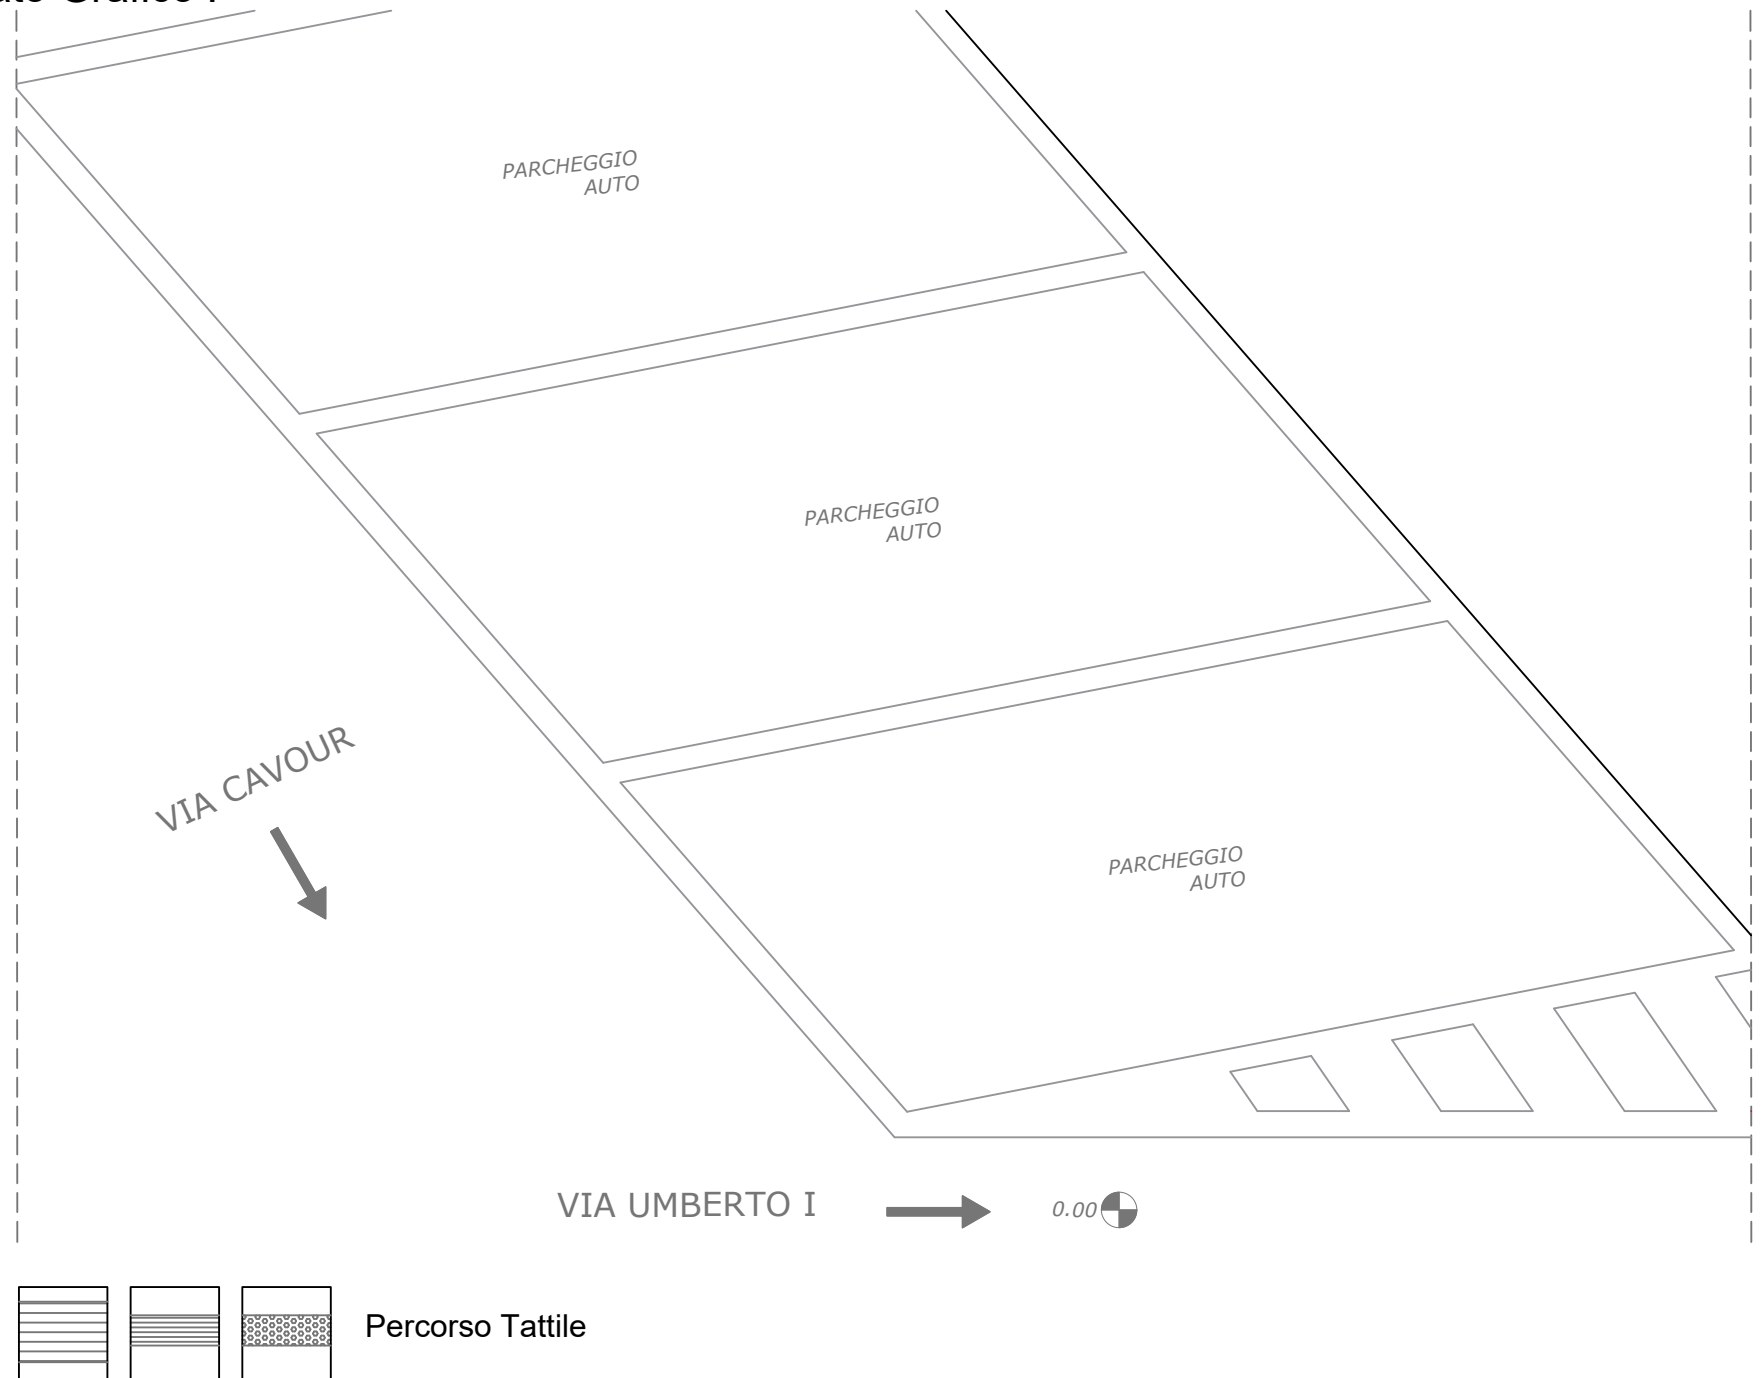 PARCHEGGIO
AUTO
PARCHEGGIO
AUTO
VIA CAVOUR
PARCHEGGIO
AUTO
VIA UMBERTO I
0.00
Percorso Tattile